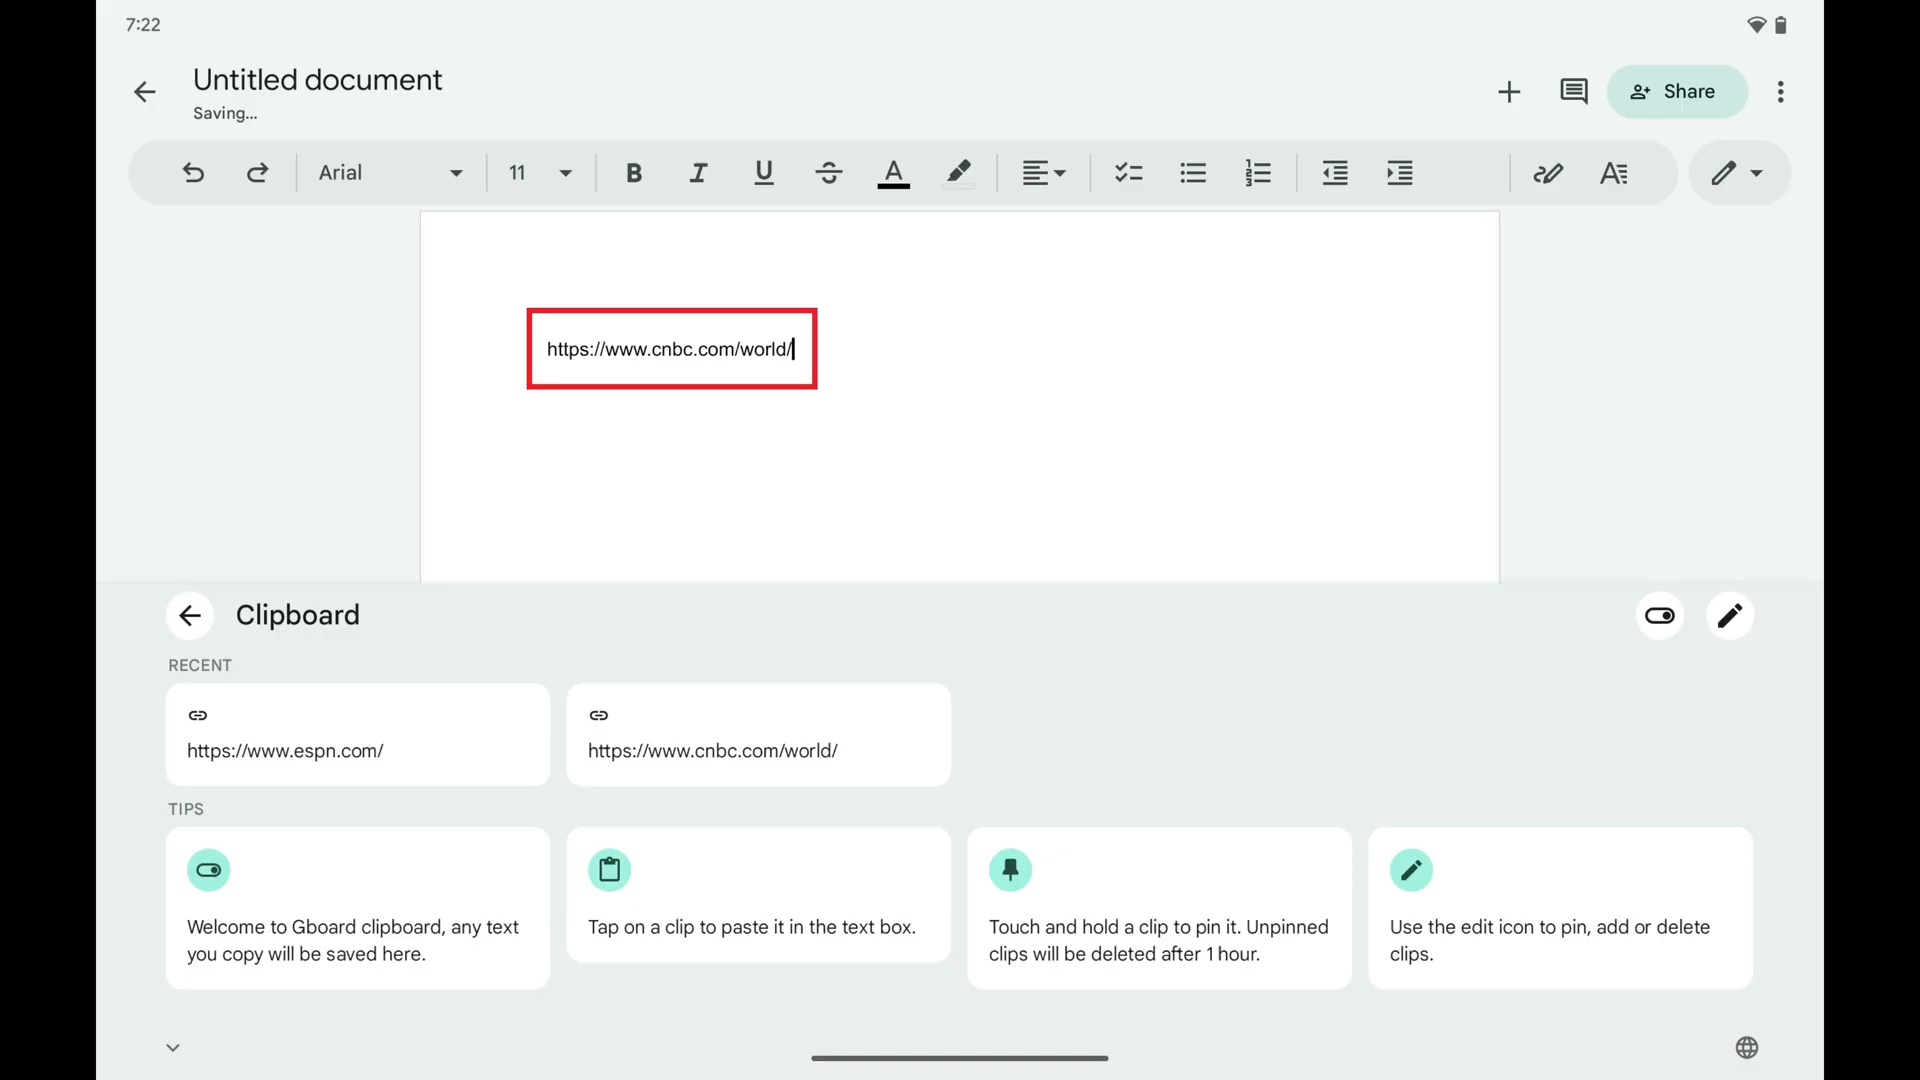 7:22
Untitled document
Saving...
Share
Arial
11
https://www.cnbc.com/world/
Clipboard
RECENT
https://www.espn.com/
https://www.cnbc.com/world/
TIPS
Welcome to Gboard clipboard, any text
you copy will be saved here.
Tap on a clip to paste it in the text box.
Touch and hold a clip to pin it. Unpinned
clips will be deleted after 1 hour.
Use the edit icon to pin, add or delete
clips.